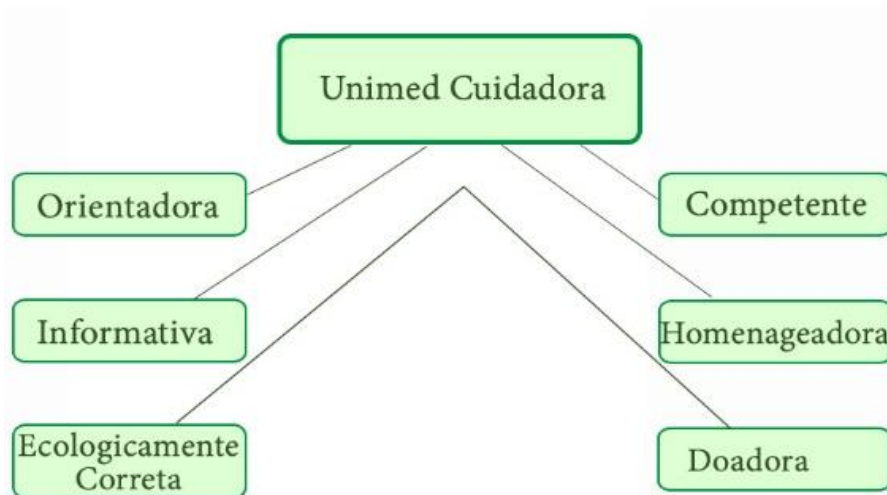 Unimed Cuidadora
Orientadora
Competente
Informativa
Homenageadora
Ecologicamente
Correta
Doadora